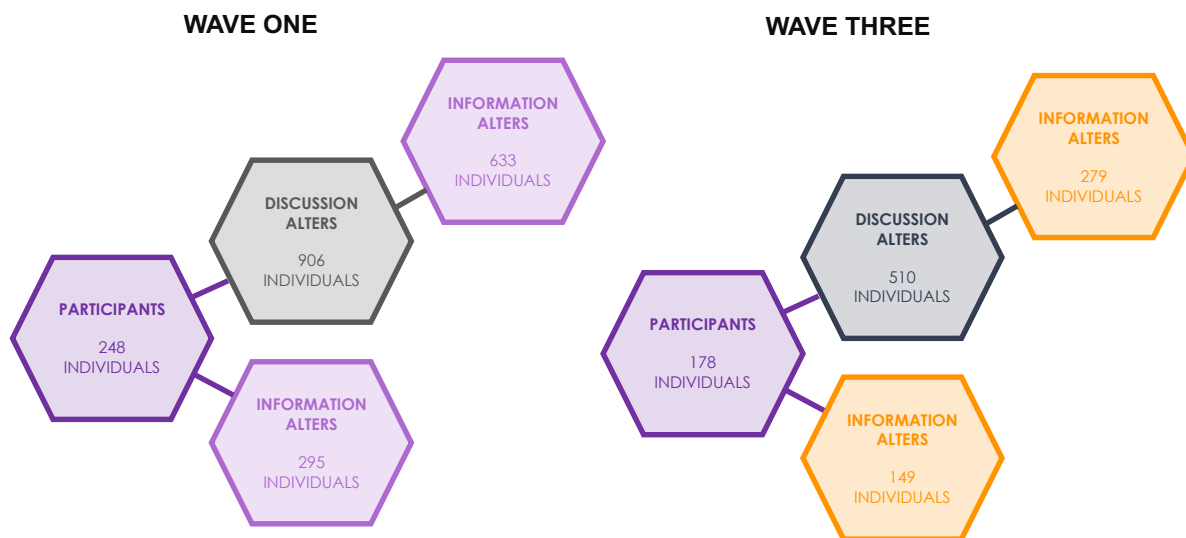 WAVE ONE
INFORMATION
ALTERS
633
INDIVIDUALS
DISCUSSION
ALTERS
906
INDIVIDUALS
PARTICIPANTS
248
INDIVIDUALS
INFORMATION
ALTERS
295
INDIVIDUALS
WAVE THREE
INFORMATION
ALTERS
279
INDIVIDUALS
DISCUSSION
ALTERS
510
INDIVIDUALS
PARTICIPANTS
178
INDIVIDUALS
INFORMATION
ALTERS
149
INDIVIDUALS